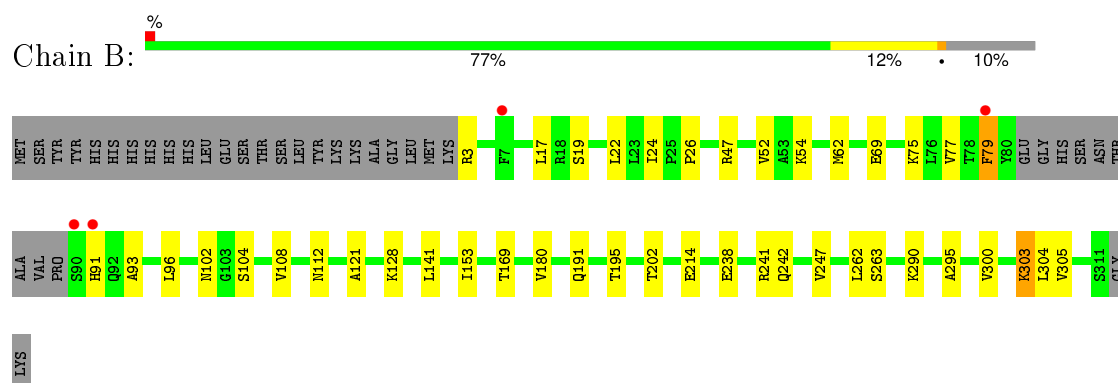 %
Chain B:
77% 12% • 10%
MET SER TYR TYR HIS HIS HIS HIS HIS HIS LEU GLU SER THR SER LEU TYR LYS LYS ALA GLY LEU MET LYS R3 F7 L17 R18 S19 L22 L23 I24 P25 P26 R47 V52 A53 K54 M62 E69 K75 L76 V77 T78 F79 Y80 GLU GLY HIS SER ASN THR
ALA VAL PRO S90 H91 Q92 A93 L96 N102 G103 S104 V108 N112 A121 K128 L141 I153 T169 V180 Q191 T195 T202 E214 E238 R241 Q242 V247 L262 S263 K290 A295 V300 K303 L304 V305 S311 GLY
LYS